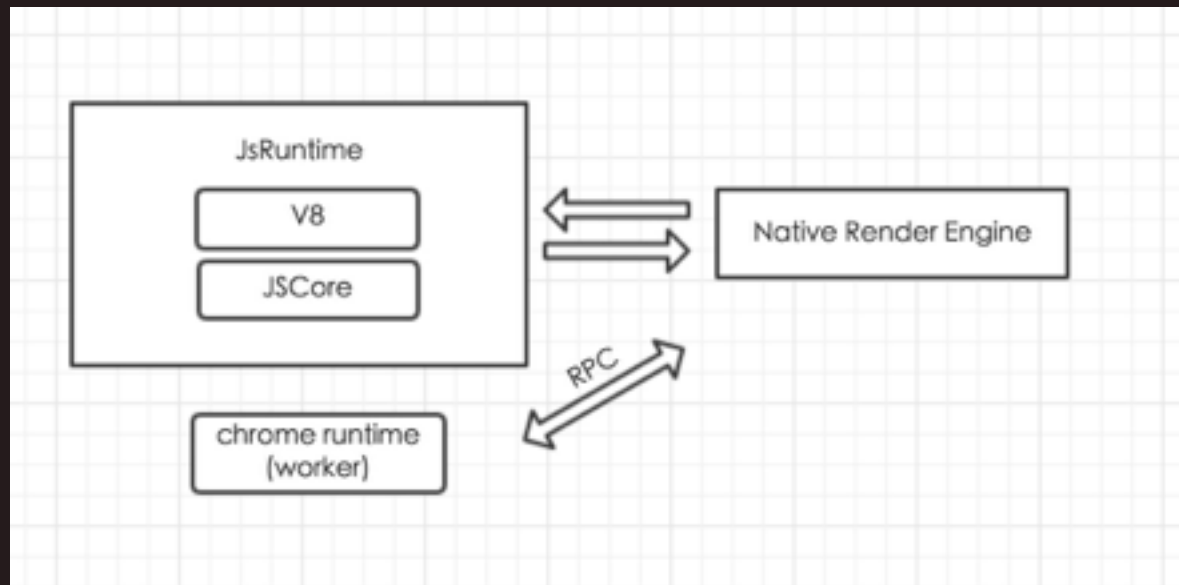 JsRuntime
V8
JSCore
Native Render Engine
RPC
chrome runtime
(worker)